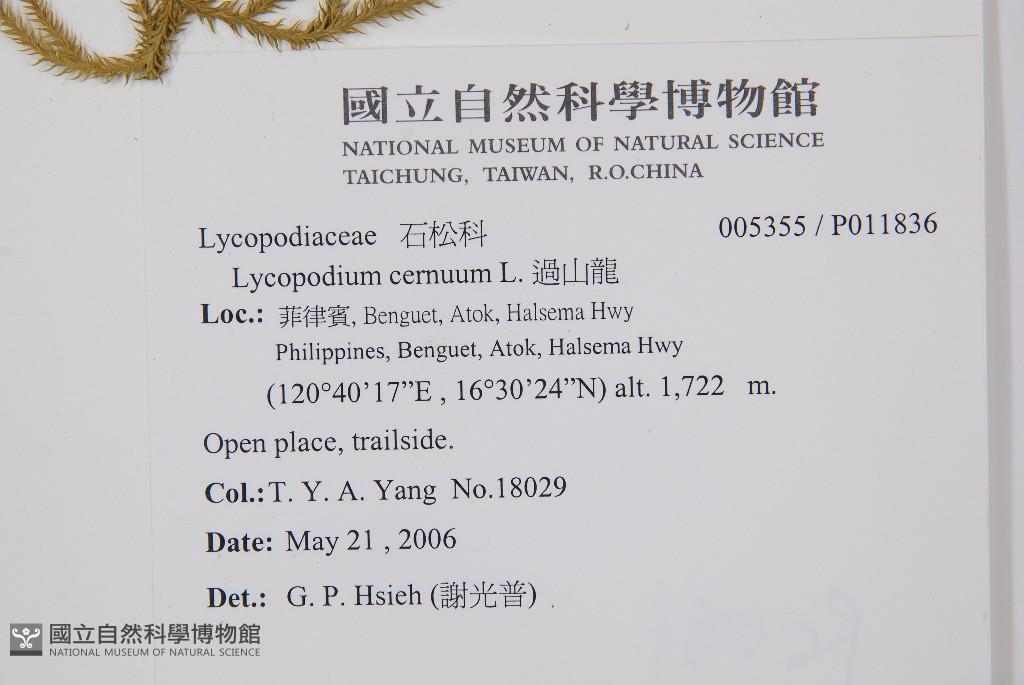 國立自然科學博物館
NATIONAL MUSEUM OF NATURAL SCIENCE
TAICHUNG, TAIWAN, R.O.CHINA
Lycopodiaceae 石松科 005355 / P011836
Lycopodium cernuum L. 過山龍
Loc.: 菲律賓, Benguet, Atok, Halsema Hwy
Philippines, Benguet, Atok, Halsema Hwy
(120°40’17”E , 16°30’24”N) alt. 1,722 m.
Open place, trailside.
Col.: T. Y. A. Yang No.18029
Date: May 21 , 2006
Det.: G. P. Hsieh (謝光普)
國立自然科學博物館
NATIONAL MUSEUM OF NATURAL SCIENCE